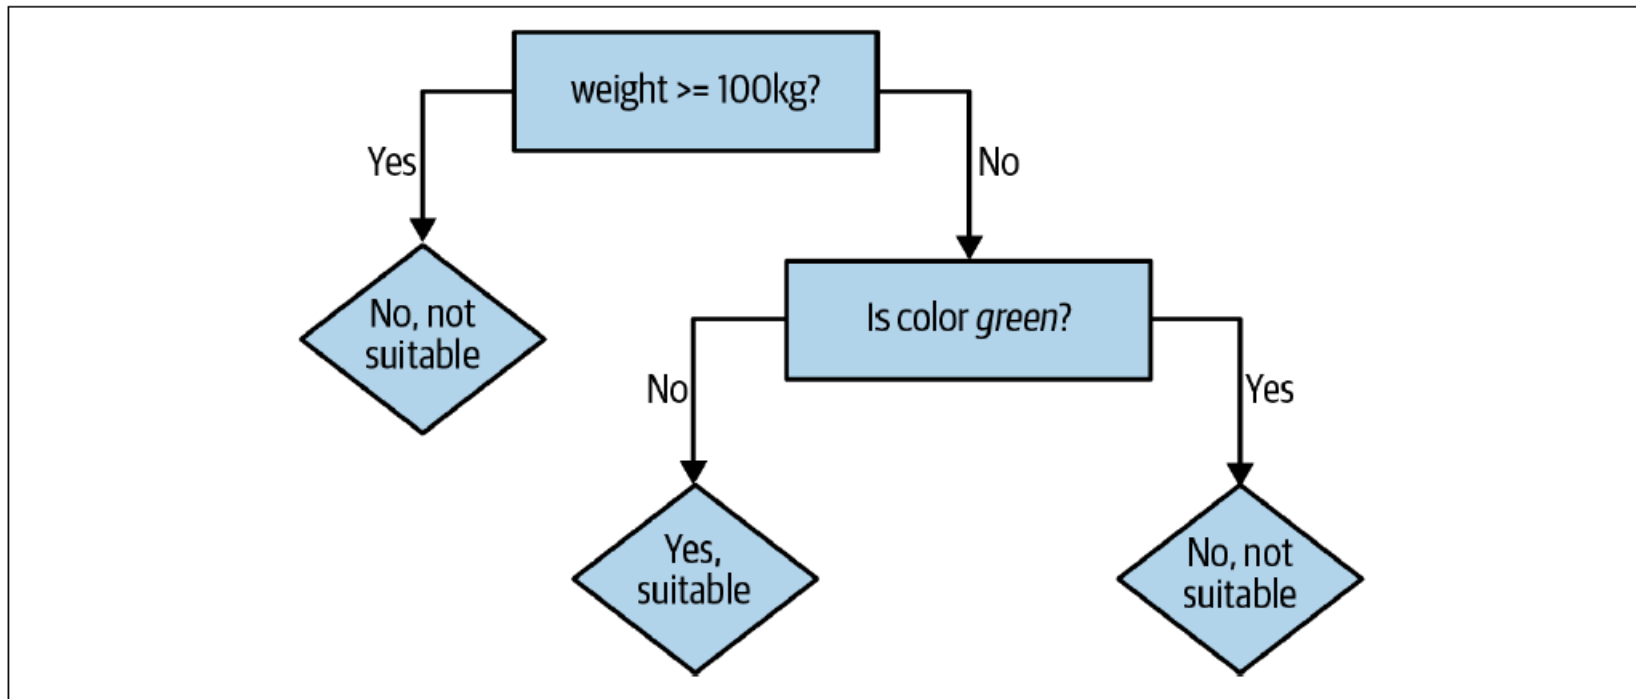 weight >= 100kg?
Yes
No
No, not
suitable
Is color green?
No
Yes
Yes,
suitable
No, not
suitable